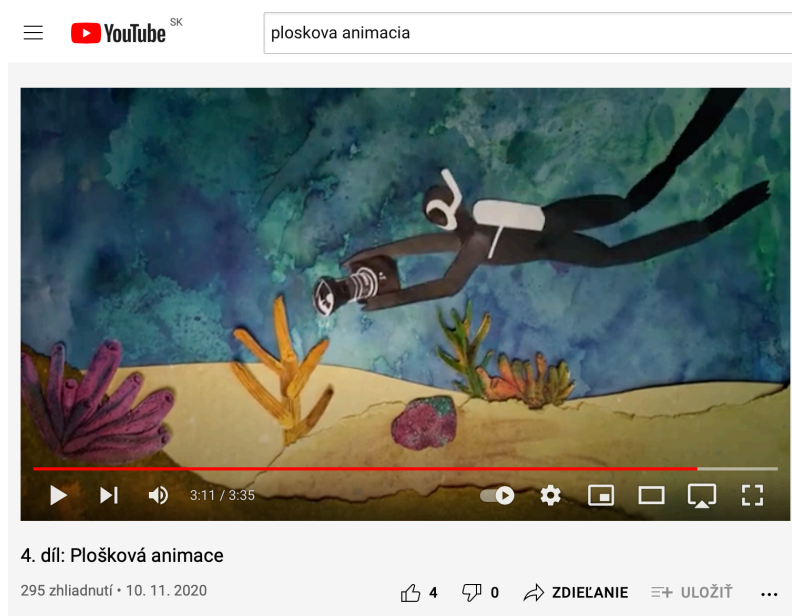 YouTube SK
ploskova animacia
3:11 / 3:35
4. díl: Plošková animace
295 zhliadnutí • 10. 11. 2020
4
0
ZDIEĽANIE
ULOŽIŤ